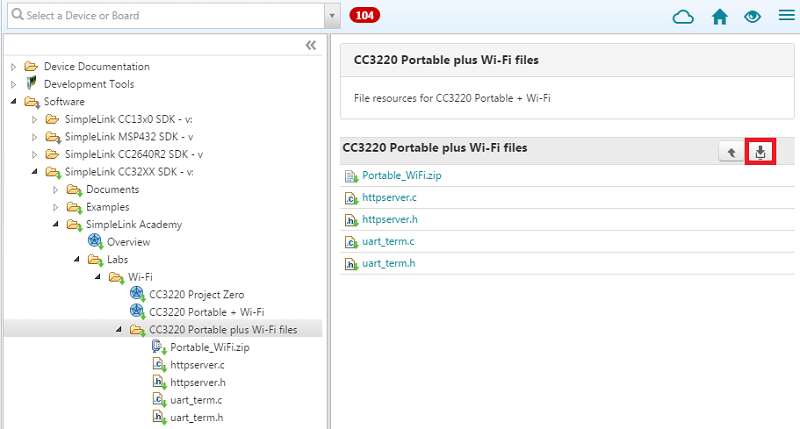 Select a Device or Board
104
Device Documentation
Development Tools
Software
SimpleLink CC13x0 SDK - v:
SimpleLink MSP432 SDK - v
SimpleLink CC2640R2 SDK - v
SimpleLink CC32XX SDK - v:
Documents
Examples
SimpleLink Academy
Overview
Labs
Wi-Fi
CC3220 Project Zero
CC3220 Portable + Wi-Fi
CC3220 Portable plus Wi-Fi files
Portable_WiFi.zip
httpserver.c
httpserver.h
uart_term.c
uart_term.h
CC3220 Portable plus Wi-Fi files
File resources for CC3220 Portable + Wi-Fi
CC3220 Portable plus Wi-Fi files
Portable_WiFi.zip
httpserver.c
httpserver.h
uart_term.c
uart_term.h